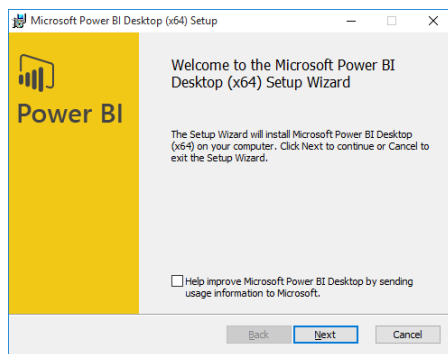 Microsoft Power BI Desktop (x64) Setup
Welcome to the Microsoft Power BI
Desktop (x64) Setup Wizard
Power BI
The Setup Wizard will install Microsoft Power BI Desktop
(x64) on your computer. Click Next to continue or Cancel to
exit the Setup Wizard.
Help improve Microsoft Power BI Desktop by sending
usage information to Microsoft.
Back Next Cancel